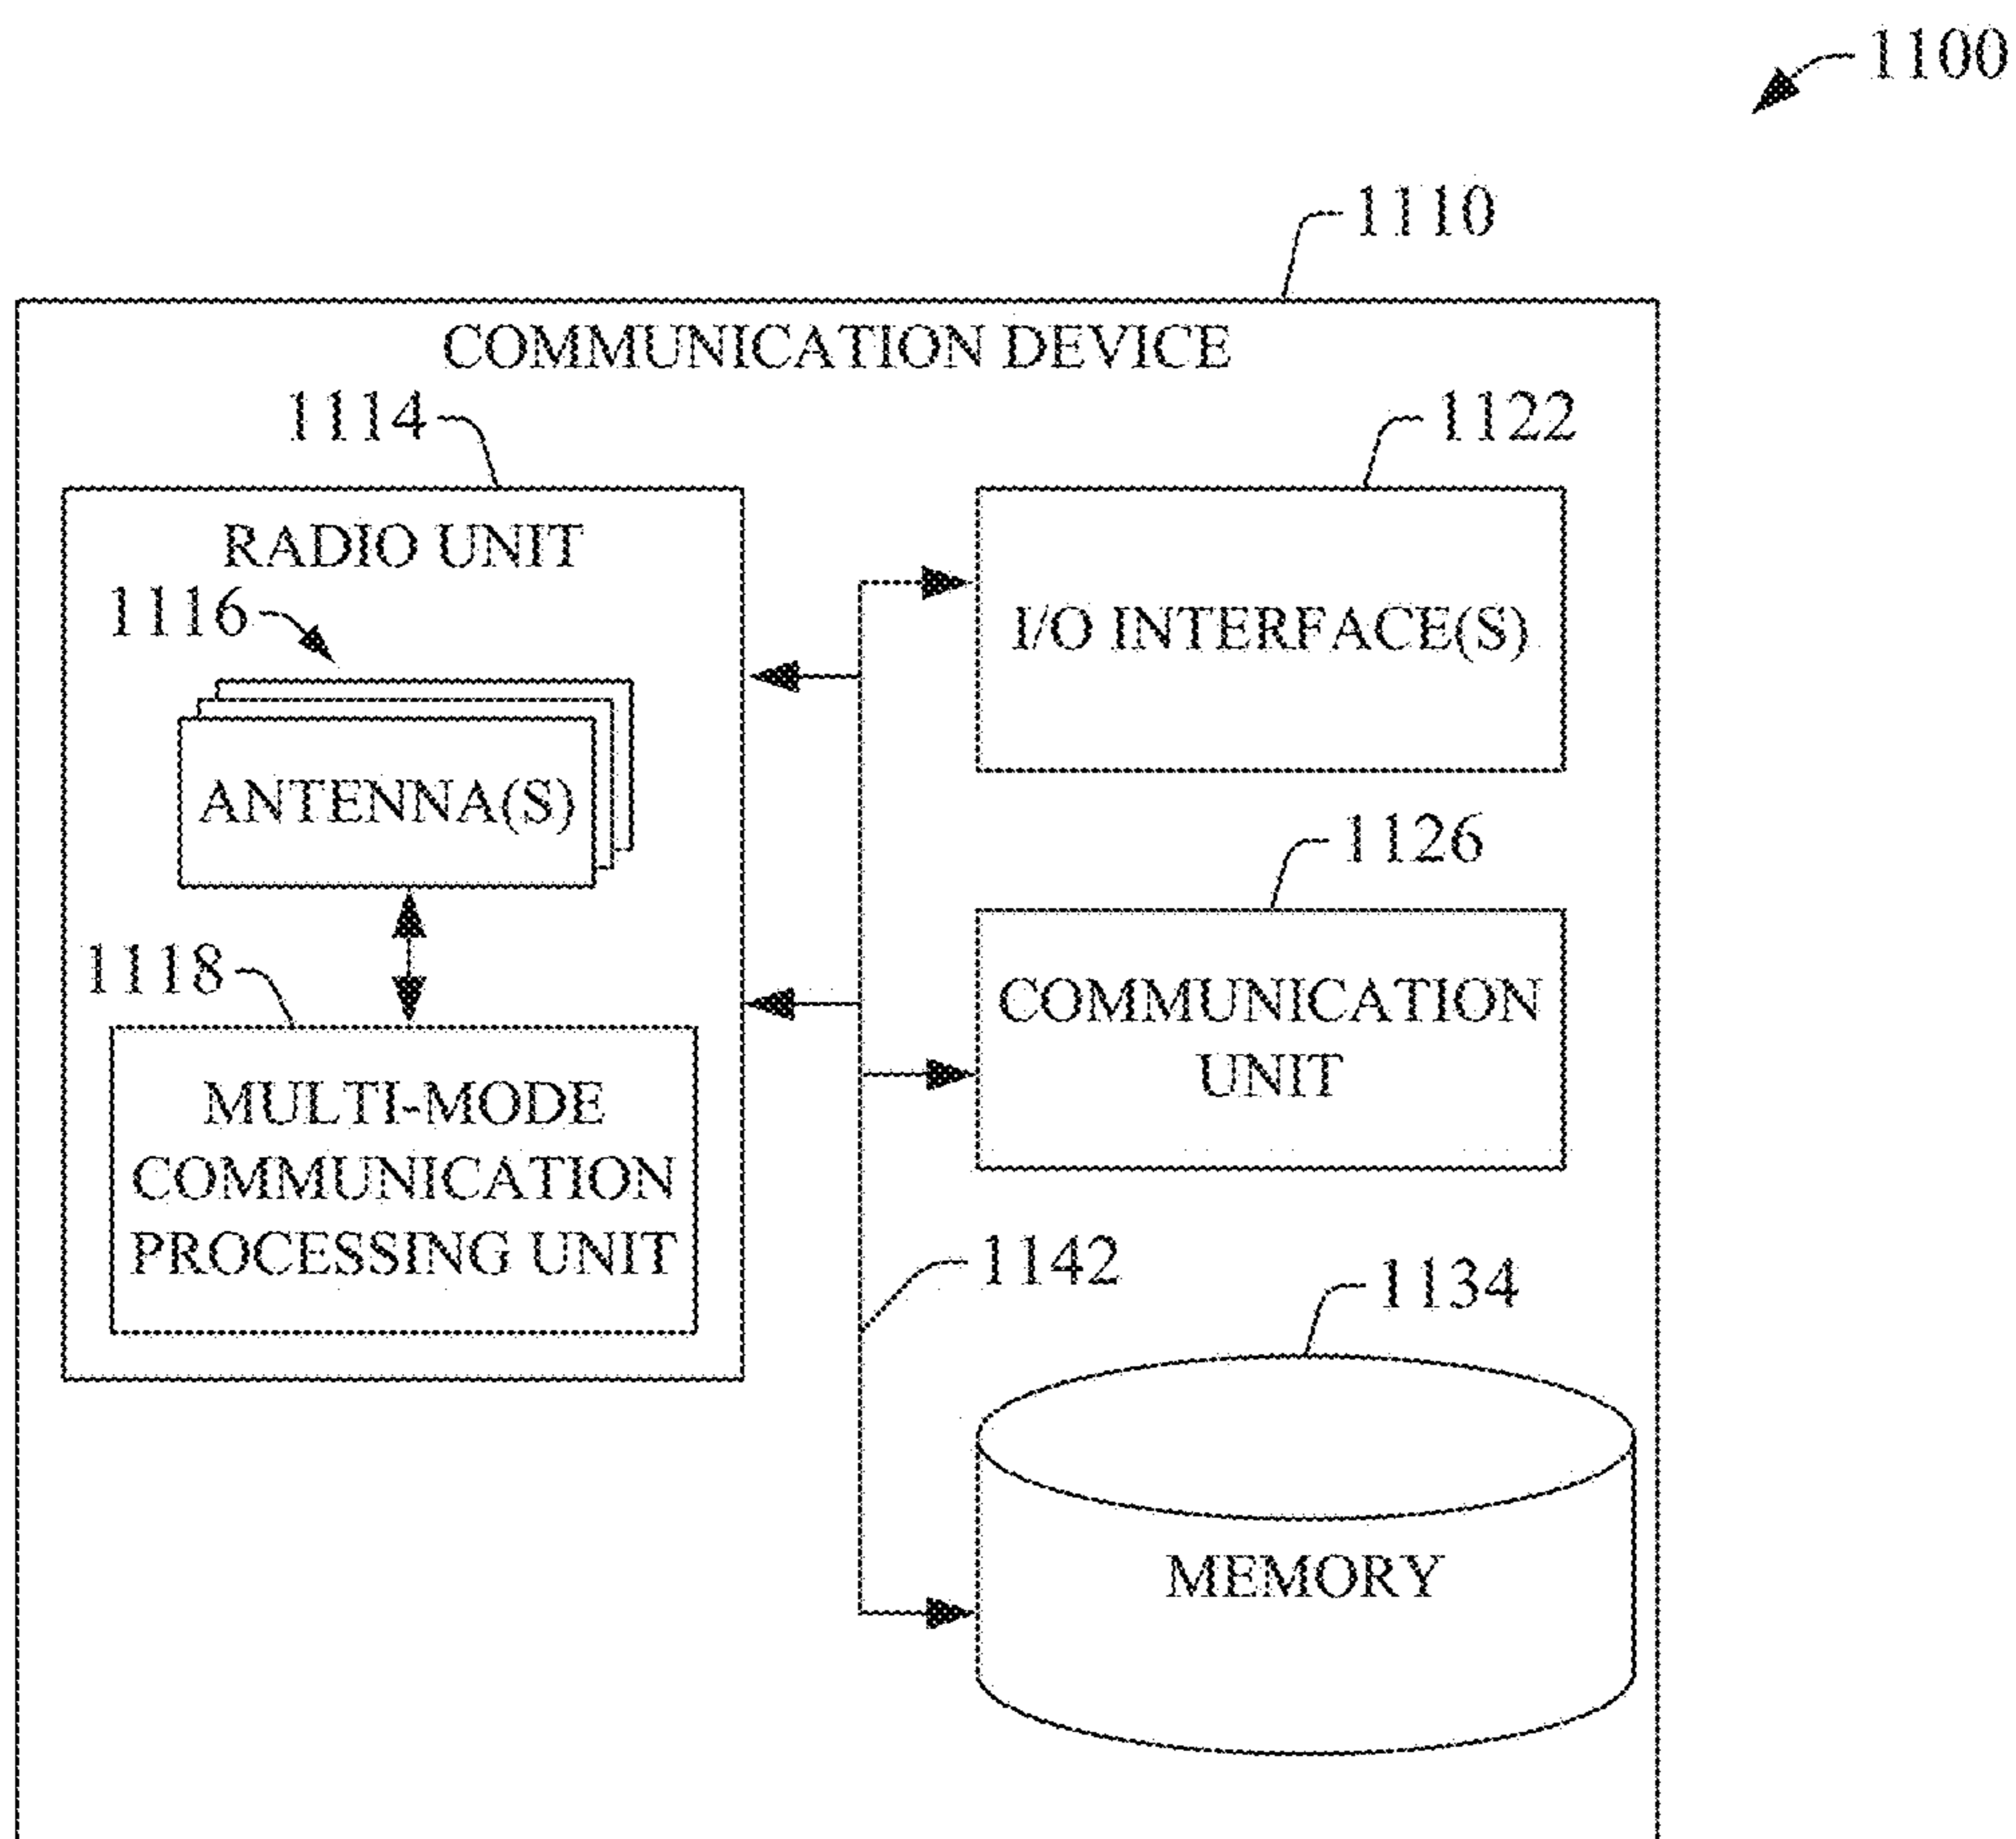 1100
1110
COMMUNICATION DEVICE
1114
1122
RADIO UNIT
1116
I/O INTERFACE(S)
ANTENNA(S)
1126
1118
COMMUNICATION
UNIT
MULTI-MODE
COMMUNICATION
PROCESSING UNIT
1142
1134
MEMORY